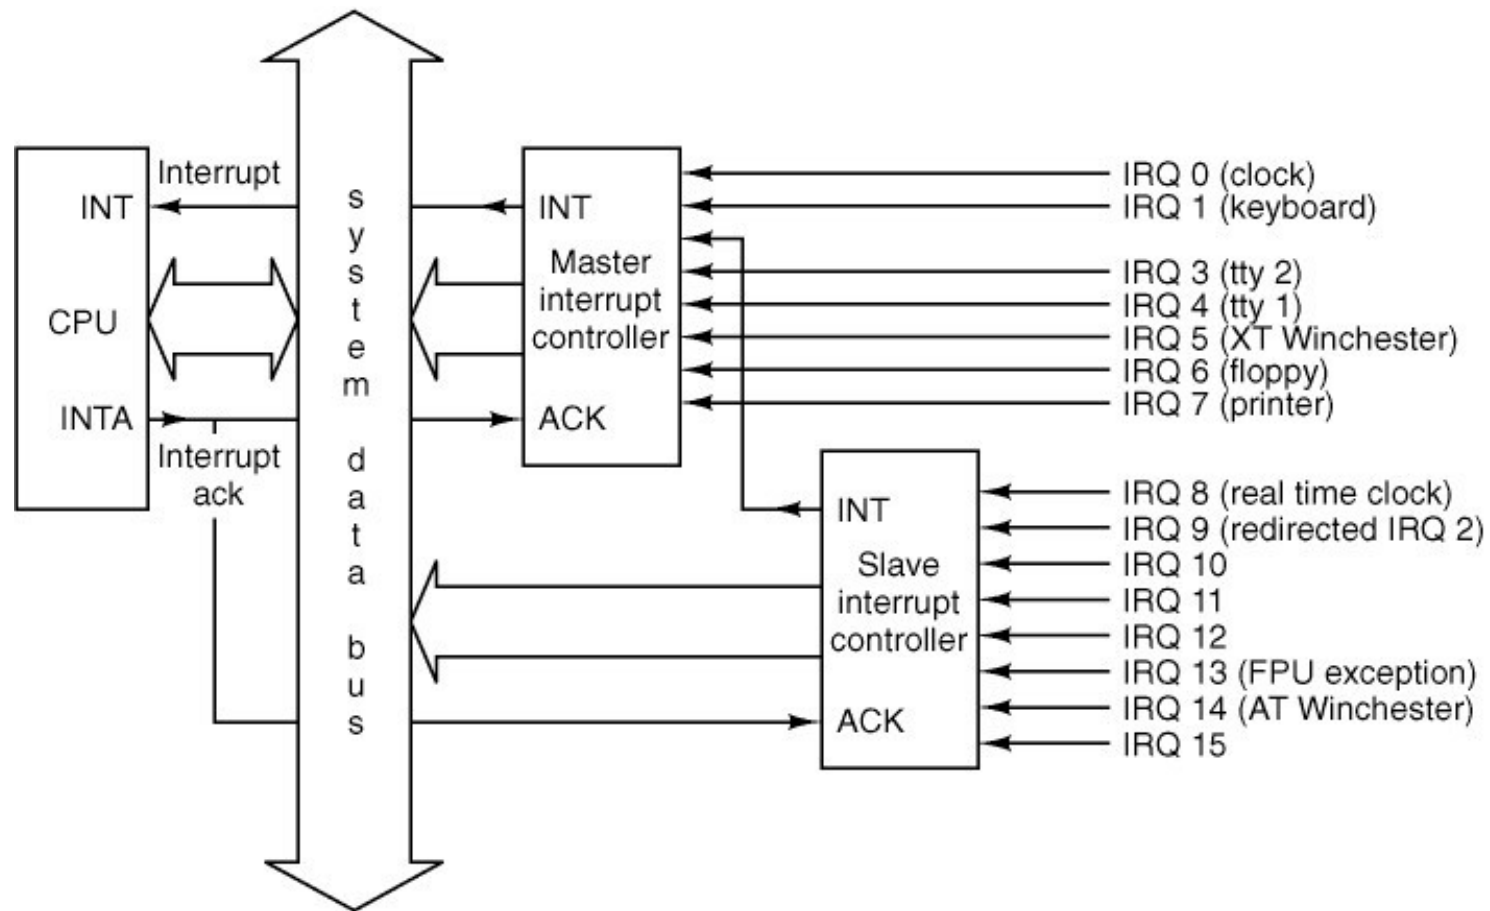 Interrupt
INT
CPU
INTA
Interrupt
ack
system data bus
INT
Master
interrupt
controller
ACK
IRQ 0 (clock)
IRQ 1 (keyboard)
IRQ 3 (tty 2)
IRQ 4 (tty 1)
IRQ 5 (XT Winchester)
IRQ 6 (floppy)
IRQ 7 (printer)
INT
Slave
interrupt
controller
ACK
IRQ 8 (real time clock)
IRQ 9 (redirected IRQ 2)
IRQ 10
IRQ 11
IRQ 12
IRQ 13 (FPU exception)
IRQ 14 (AT Winchester)
IRQ 15